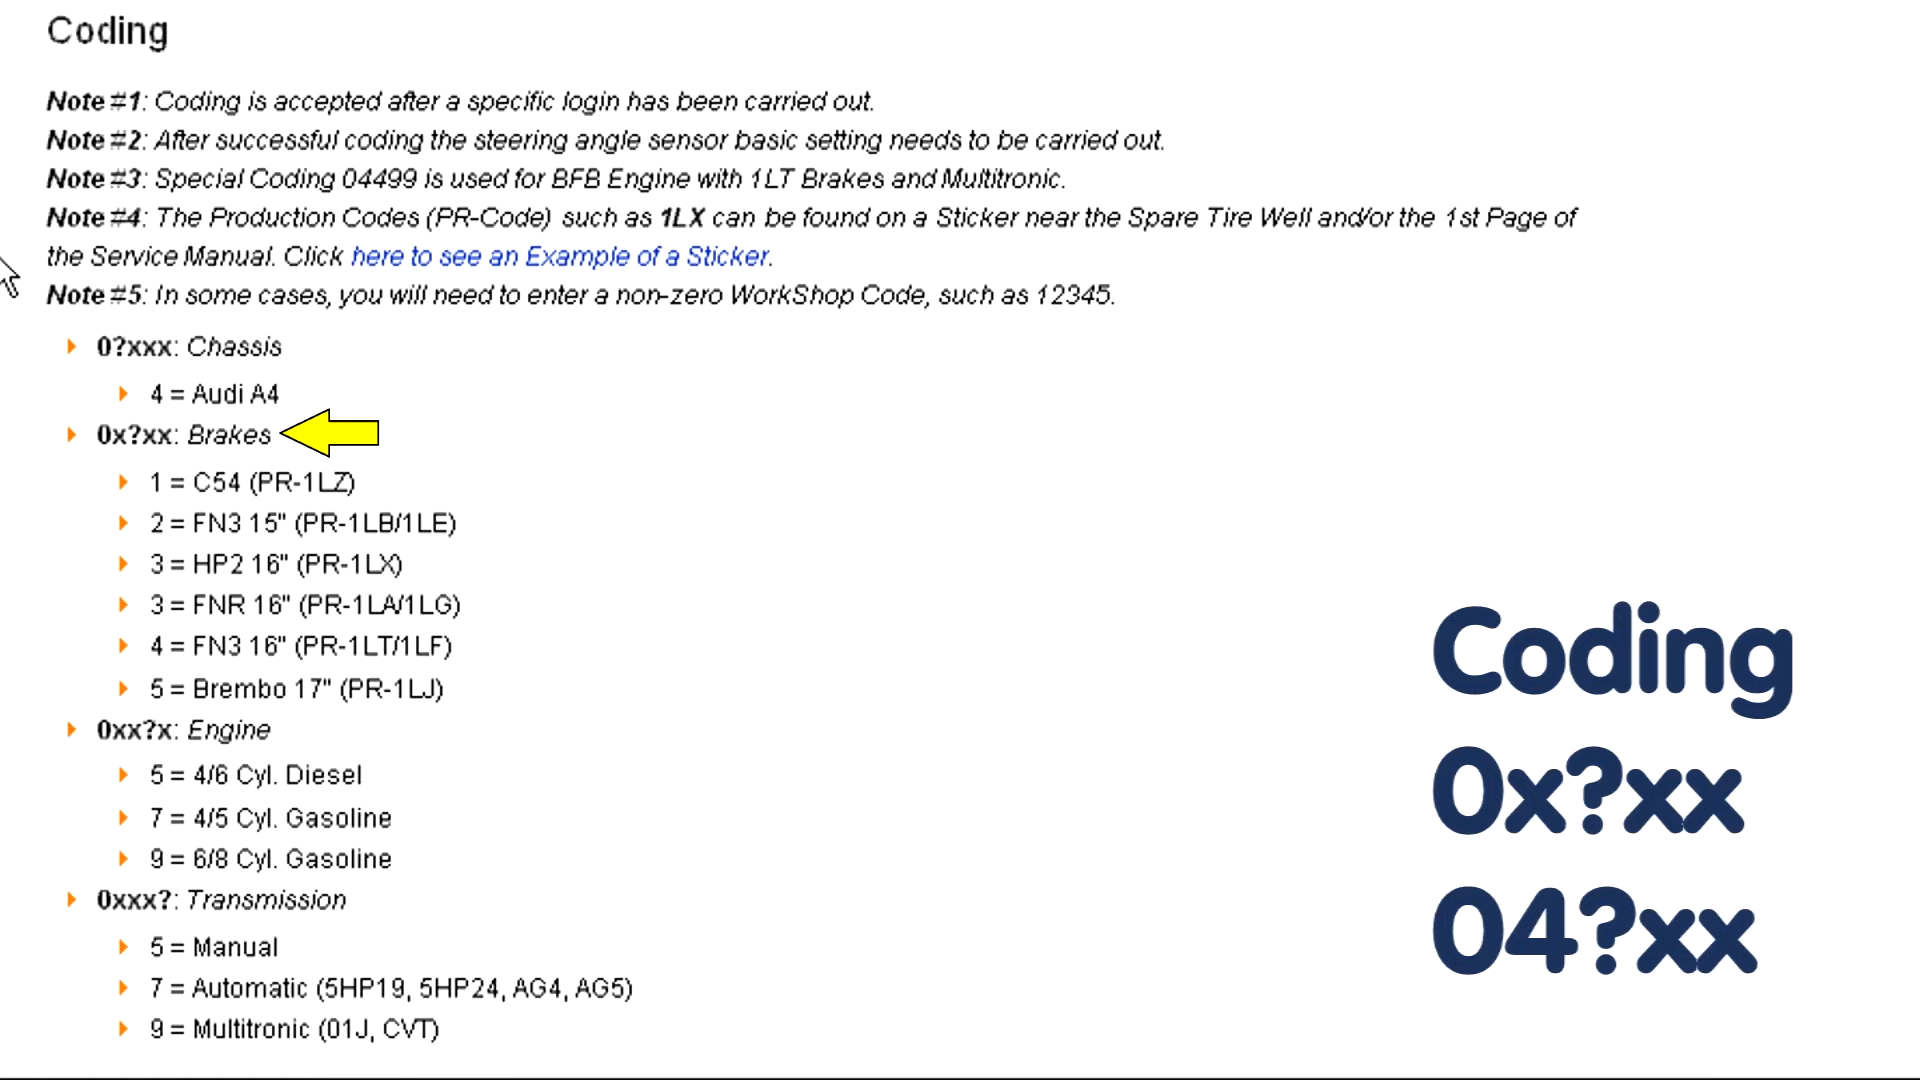 Coding
Note #1: Coding is accepted after a specific login has been carried out.
Note #2: After successful coding the steering angle sensor basic setting needs to be carried out.
Note #3: Special Coding 04499 is used for BFB Engine with 1LT Brakes and Multitronic.
Note #4: The Production Codes (PR-Code) such as 1LX can be found on a Sticker near the Spare Tire Well and/or the 1st Page of
the Service Manual. Click here to see an Example of a Sticker.
Note #5: In some cases, you will need to enter a non-zero WorkShop Code, such as 12345.
0?xxx: Chassis
4 = Audi A4
0x?xx: Brakes
1 = C54 (PR-1LZ)
2 = FN3 15" (PR-1LB/1LE)
3 = HP2 16" (PR-1LX)
3 = FNR 16" (PR-1LA/1LG)
4 = FN3 16" (PR-1LT/1LF)
5 = Brembo 17" (PR-1LJ)
0xx?x: Engine
5 = 4/6 Cyl. Diesel
7 = 4/5 Cyl. Gasoline
9 = 6/8 Cyl. Gasoline
0xxx?: Transmission
5 = Manual
7 = Automatic (5HP19, 5HP24, AG4, AG5)
9 = Multitronic (01J, CVT)
Coding
0x?xx
04?xx